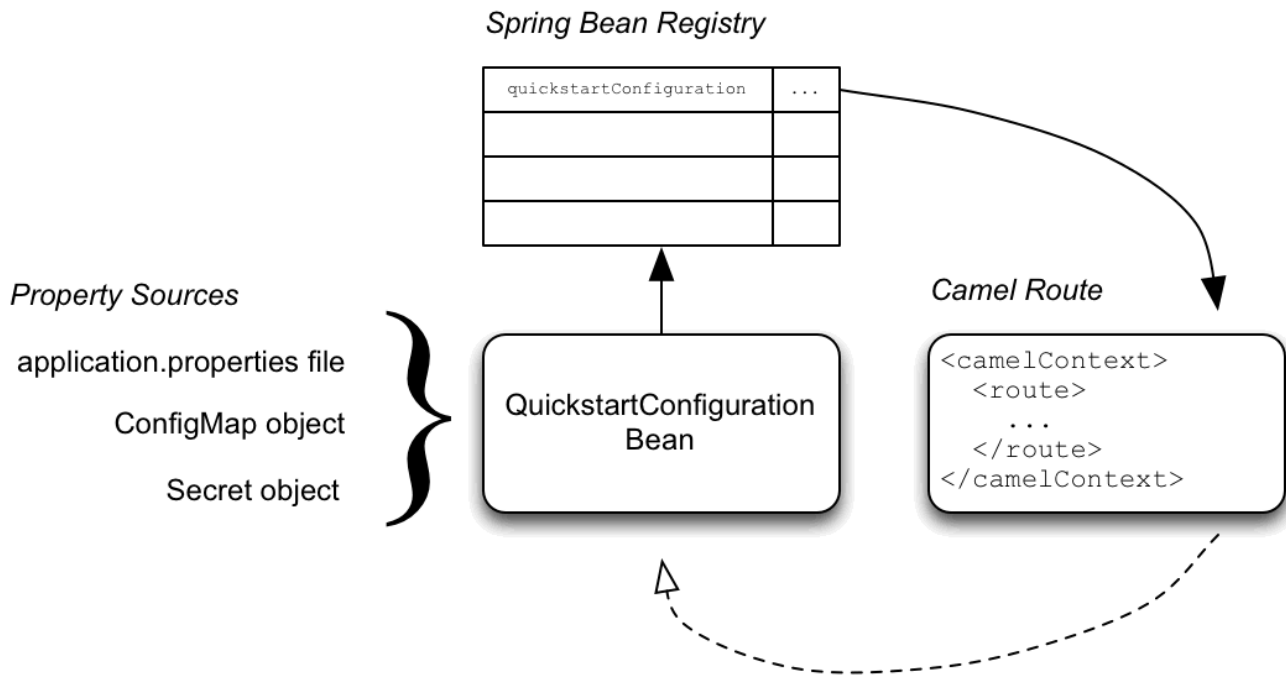 Spring Bean Registry
quickstartConfiguration ...
Property Sources
application.properties file
ConfigMap object
Secret object
QuickstartConfiguration
Bean
Camel Route
<camelContext>
  <route>
    ...
  </route>
</camelContext>